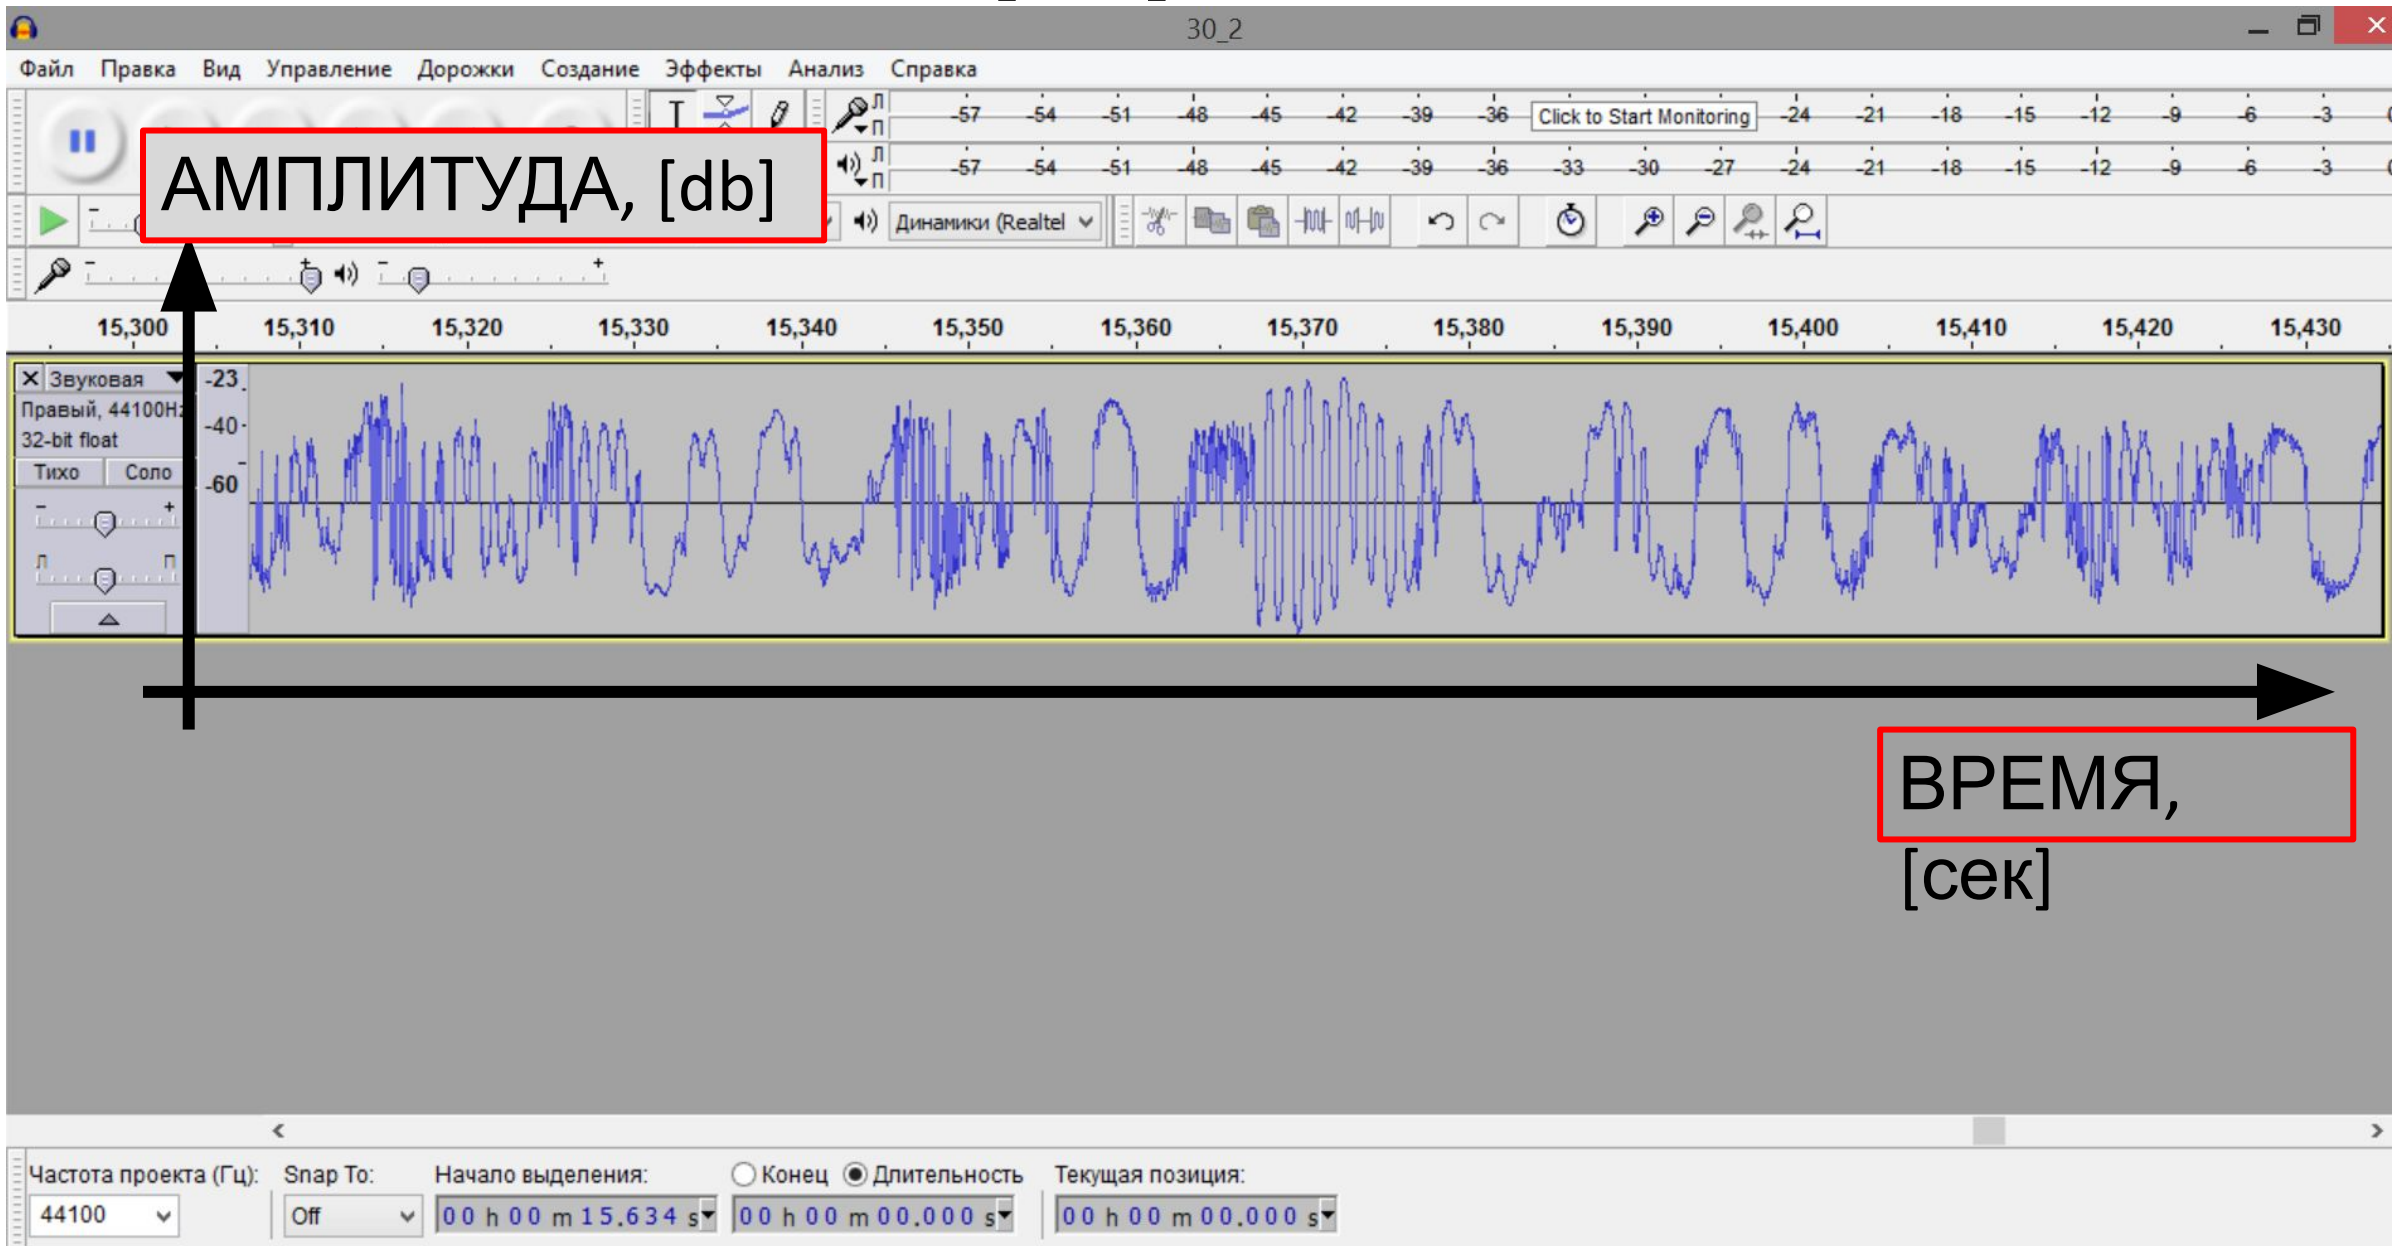 30_2
Файл Правка Вид Управление Дорожки Создание Эффекты Анализ Справка
Л П -57 -54 -51 -48 -45 -42 -39 -36 Click to Start Monitoring -24 -21 -18 -15 -12 -9 -6 -3
АМПЛИТУДА, [db]
Л П -57 -54 -51 -48 -45 -42 -39 -36 -33 -30 -27 -24 -21 -18 -15 -12 -9 -6 -3
Динамики (Realtel
15,300 15,310 15,320 15,330 15,340 15,350 15,360 15,370 15,380 15,390 15,400 15,410 15,420 15,430
Звуковая
Правый, 44100Hz
32-bit float
Тихо Соло
Л П
-23
-40
-60
ВРЕМЯ,
[сек]
Частота проекта (Гц): Snap To: Начало выделения: Конец Длительность Текущая позиция:
44100 Off 00 h 00 m 15.634 s 00 h 00 m 00.000 s 00 h 00 m 00.000 s